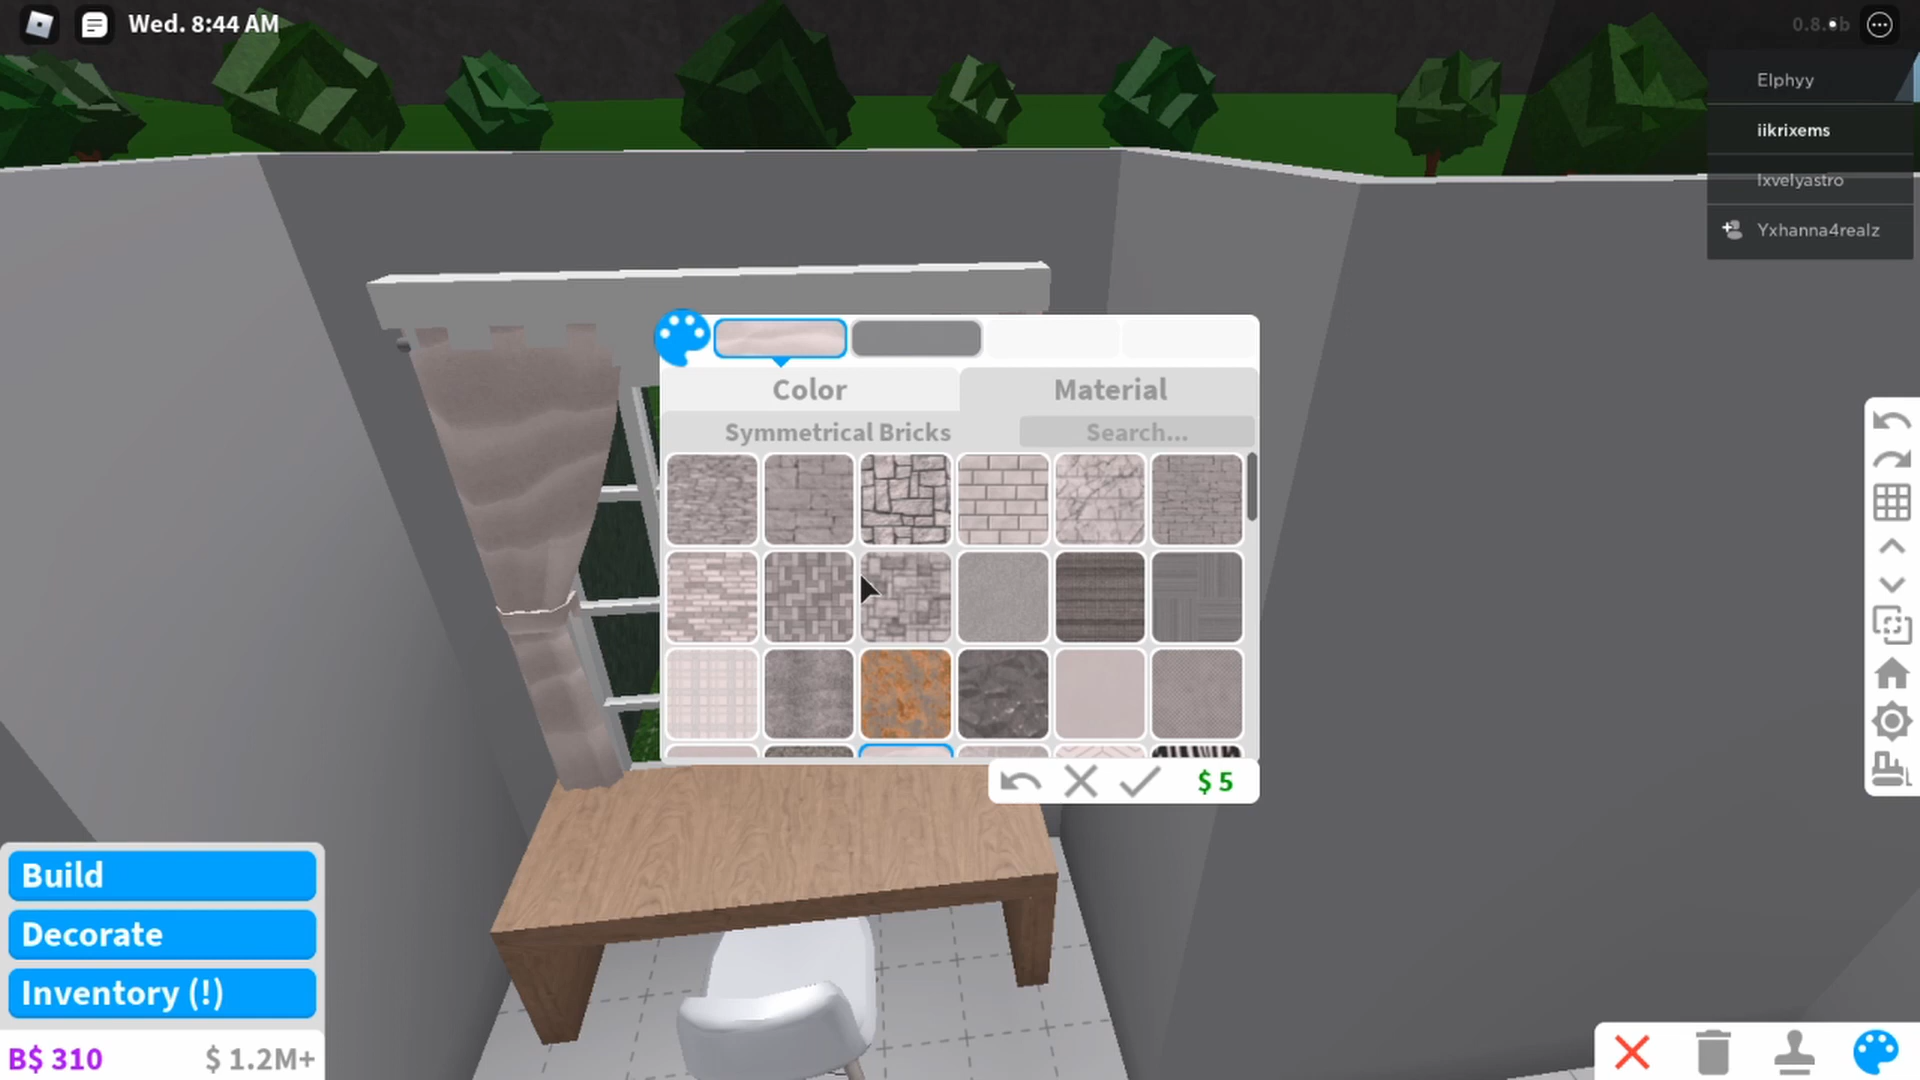 Wed. 8:44 AM
Elphyy
iikrixems
lxvelyastro
Yxhanna4realz
Color
Material
Symmetrical Bricks
Search...
$ 5
Build
Decorate
Inventory (!)
B$ 310
$ 1.2M+